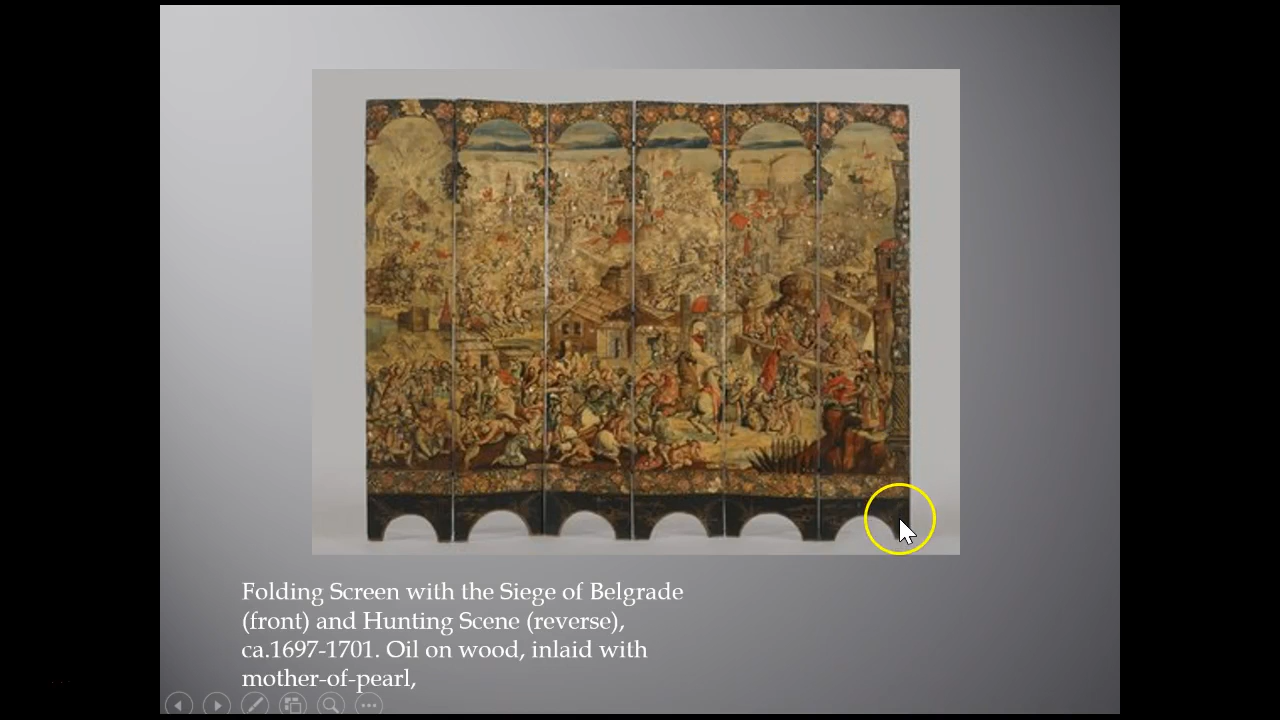 Folding Screen with the Siege of Belgrade
(front) and Hunting Scene (reverse),
ca.1697-1701. Oil on wood, inlaid with
mother-of-pearl,